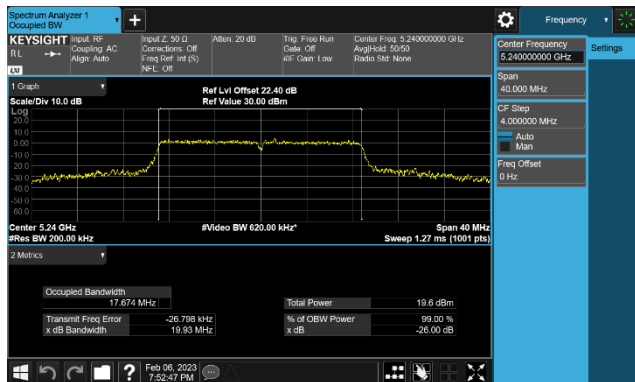 Spectrum Analyzer 1
Occupied BW
Frequency
KEYSIGHT
RL
Input: RF
Coupling: AC
Align: Auto
Input Z: 50 Ω
Corrections: Off
Freq Ref: Int (S)
NFE: Off
Atten: 20 dB
Trig: Free Run
Gate: Off
#IF Gain: Low
Center Freq: 5.240000000 GHz
Avg|Hold: 50/50
Radio Std: None
LXI
1 Graph
Scale/Div 10.0 dB
Ref Lvl Offset 22.40 dB
Ref Value 30.00 dBm
Log
20.0
10.0
0.00
-10.0
-20.0
-30.0
-40.0
-50.0
-60.0
Center 5.24 GHz
#Res BW 200.00 kHz
#Video BW 620.00 kHz*
Span 40 MHz
Sweep 1.27 ms (1001 pts)
2 Metrics
Occupied Bandwidth
17.674 MHz
Total Power 19.6 dBm
Transmit Freq Error -26.798 kHz
% of OBW Power 99.00 %
x dB Bandwidth 19.93 MHz
x dB -26.00 dB
Center Frequency
5.240000000 GHz
Settings
Span
40.000 MHz
CF Step
4.000000 MHz
Auto
Man
Freq Offset
0 Hz
?
Feb 06, 2023
7:52:47 PM